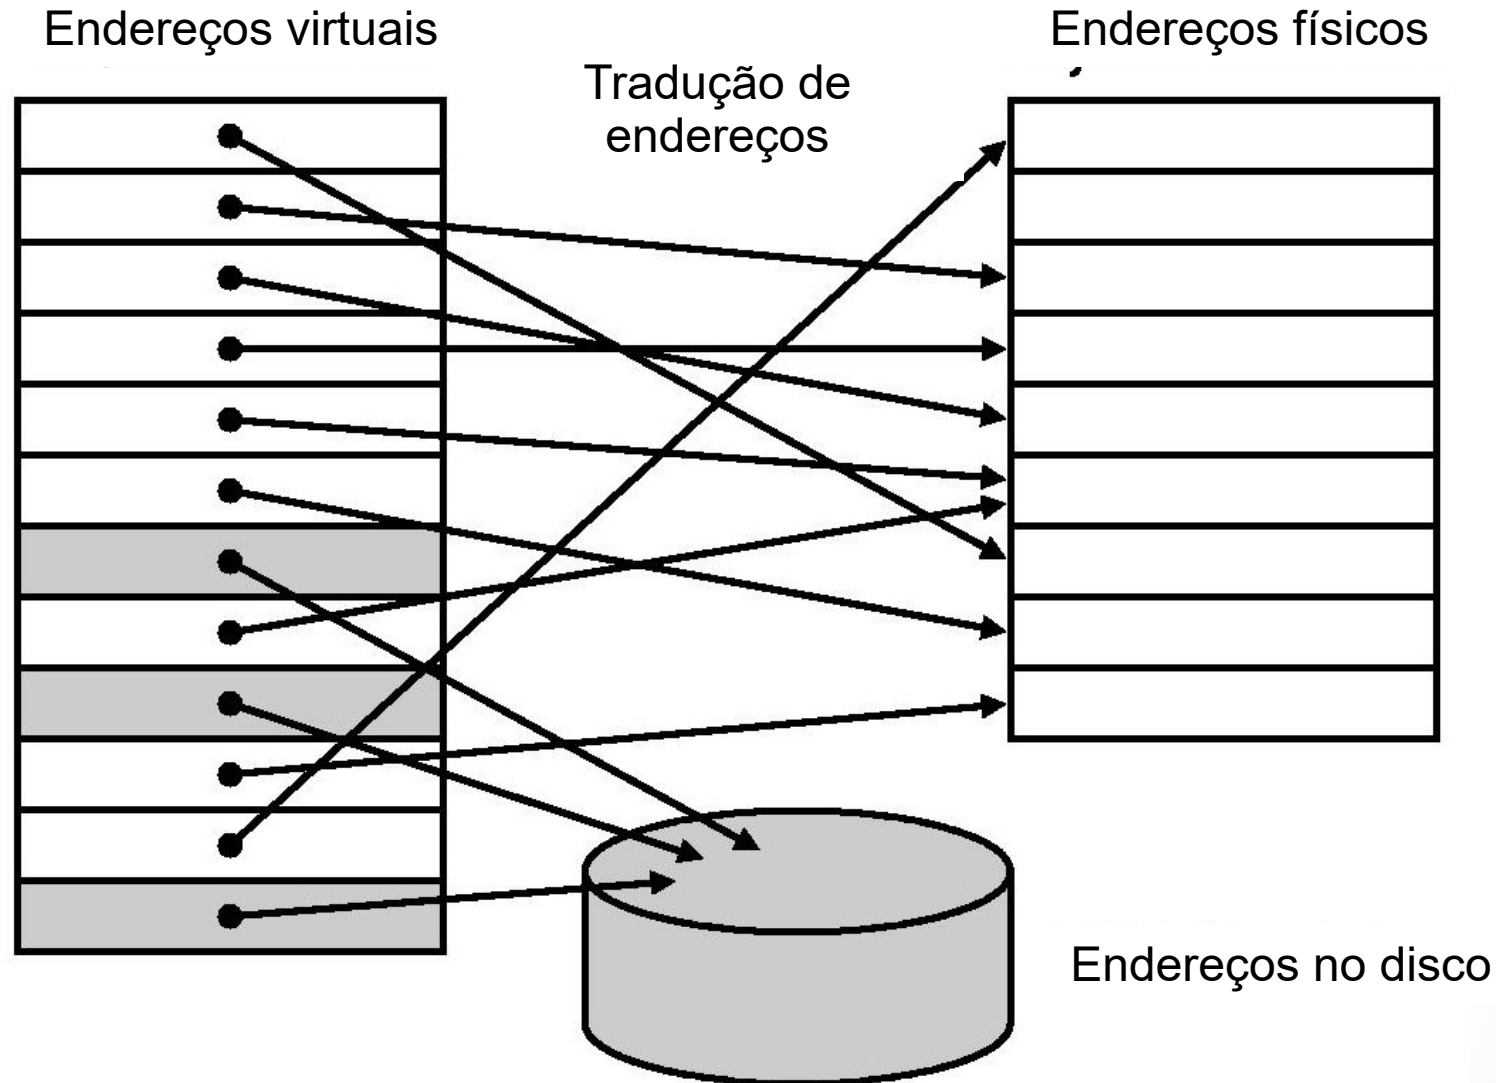 Endereços virtuais
Endereços físicos
Tradução de
endereços
Endereços no disco